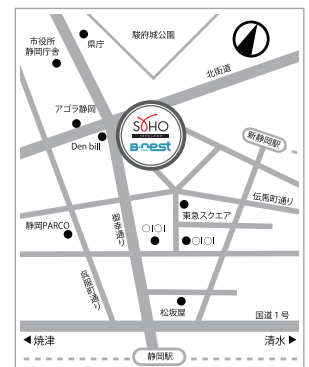 県庁
市役所
静岡庁舎
駿府城公園
北街道
アゴラ静岡
Den bill
SOHO
B-nest
新静岡駅
伝馬町通り
東急スクエア
御幸通り
静岡PARCO
OIOI
OIOI
呉服町通り
松坂屋
国道1号
焼津
清水
静岡駅